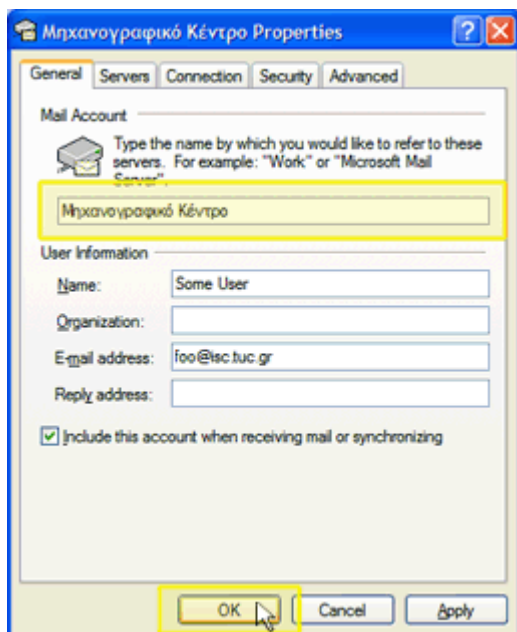 Μηχανογραφικό Κέντρο Properties
General Servers Connection Security Advanced
Mail Account
Type the name by which you would like to refer to these
servers. For example: "Work" or "Microsoft Mail
Server".
Μηχανογραφικό Κέντρο
User Information
Name: Some User
Organization:
E-mail address: foo@isc.tuc.gr
Reply address:
Include this account when receiving mail or synchronizing
OK Cancel Apply